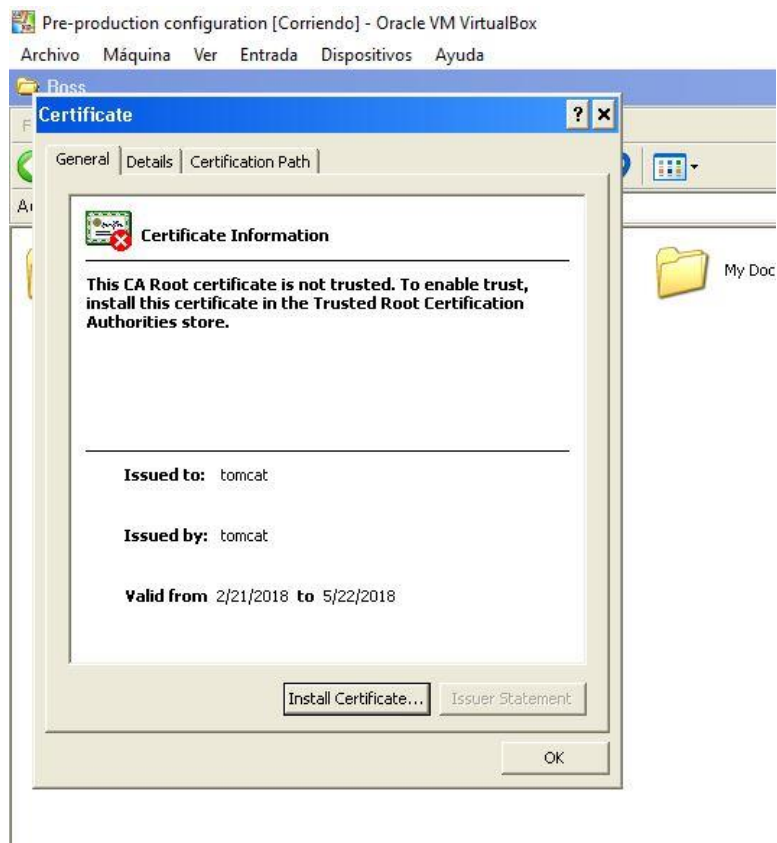 Pre-production configuration [Corriendo] - Oracle VM VirtualBox
Archivo Máquina Ver Entrada Dispositivos Ayuda
Ross
Certificate
General Details Certification Path
Certificate Information
This CA Root certificate is not trusted. To enable trust,
install this certificate in the Trusted Root Certification
Authorities store.
My Doc
Issued to: tomcat
Issued by: tomcat
Valid from 2/21/2018 to 5/22/2018
Install Certificate... Issuer Statement
OK